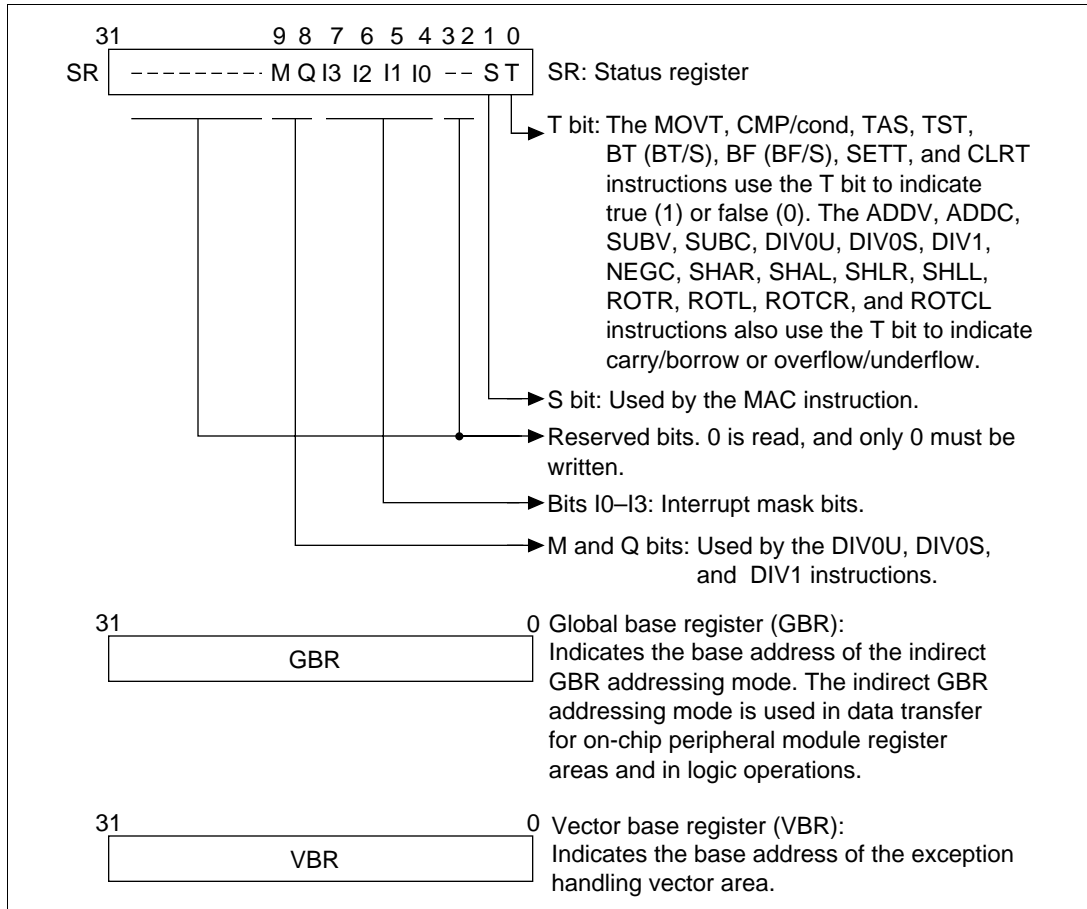 31 9 8 7 6 5 4 3 2 1 0
SR ------------- M Q I3 I2 I1 I0 -- S T SR: Status register
T bit: The MOVT, CMP/cond, TAS, TST,
BT (BT/S), BF (BF/S), SETT, and CLRT
instructions use the T bit to indicate
true (1) or false (0). The ADDV, ADDC,
SUBV, SUBC, DIV0U, DIV0S, DIV1,
NEGC, SHAR, SHAL, SHLR, SHLL,
ROTR, ROTL, ROTCR, and ROTCL
instructions also use the T bit to indicate
carry/borrow or overflow/underflow.
S bit: Used by the MAC instruction.
Reserved bits. 0 is read, and only 0 must be
written.
Bits I0–I3: Interrupt mask bits.
M and Q bits: Used by the DIV0U, DIV0S,
and DIV1 instructions.
31 0 Global base register (GBR):
GBR
Indicates the base address of the indirect
GBR addressing mode. The indirect GBR
addressing mode is used in data transfer
for on-chip peripheral module register
areas and in logic operations.
31 0 Vector base register (VBR):
VBR
Indicates the base address of the exception
handling vector area.